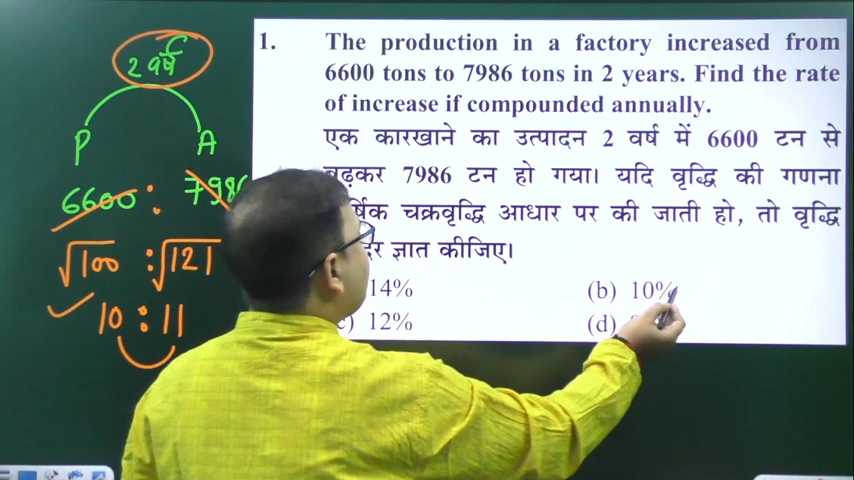 1. The production in a factory increased from
6600 tons to 7986 tons in 2 years. Find the rate
of increase if compounded annually.
एक कारखाने का उत्पादन 2 वर्ष में 6600 टन से
बढ़कर 7986 टन हो गया। यदि वृद्धि की गणना
चक्रवृद्धि आधार पर की जाती हो, तो वृद्धि
ज्ञात कीजिए।
14% (b) 10%
12% (d)
2 वर्ष
P A
6600 : 7986
√100 : √121
10 : 11